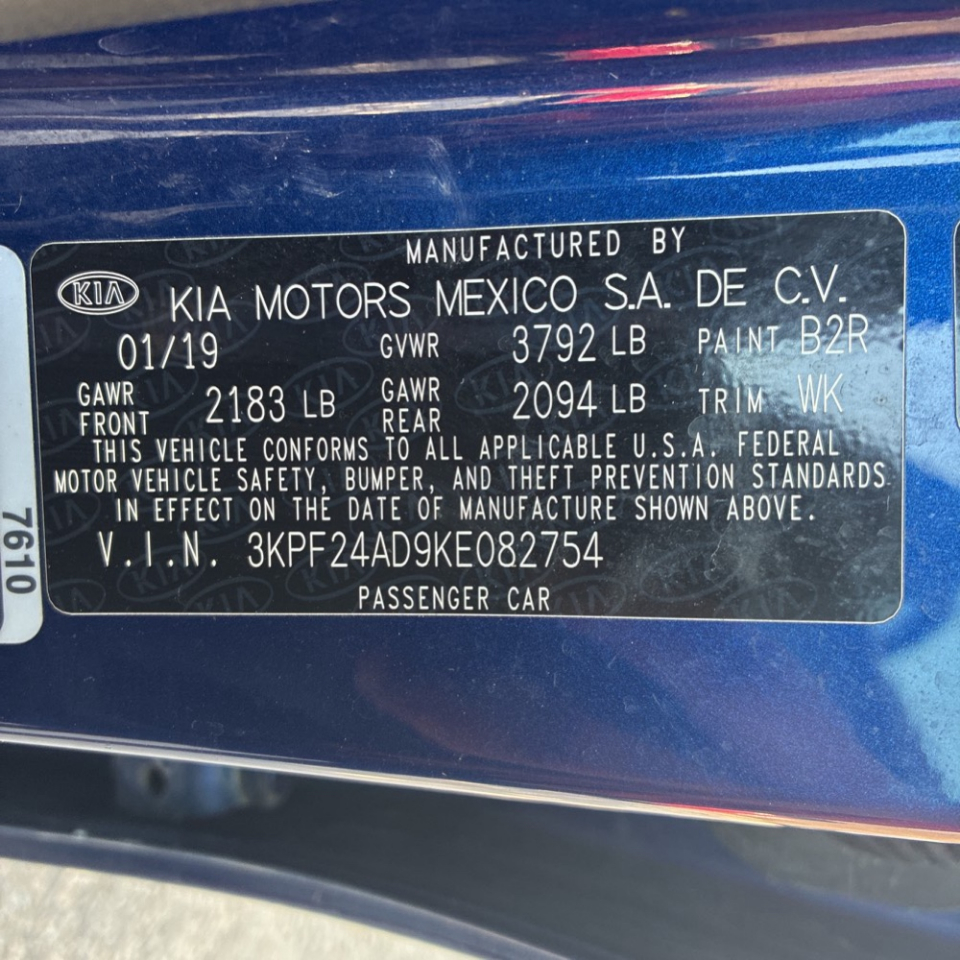 MANUFACTURED BY
KIA KIA MOTORS MEXICO S.A. DE C.V.
01/19 GVWR 3792 LB PAINT B2R
GAWR FRONT 2183 LB GAWR REAR 2094 LB TRIM WK
THIS VEHICLE CONFORMS TO ALL APPLICABLE U.S.A. FEDERAL
MOTOR VEHICLE SAFETY, BUMPER, AND THEFT PREVENTION STANDARDS
IN EFFECT ON THE DATE OF MANUFACTURE SHOWN ABOVE.
V.I.N. 3KPF24AD9KE082754
PASSENGER CAR
7610